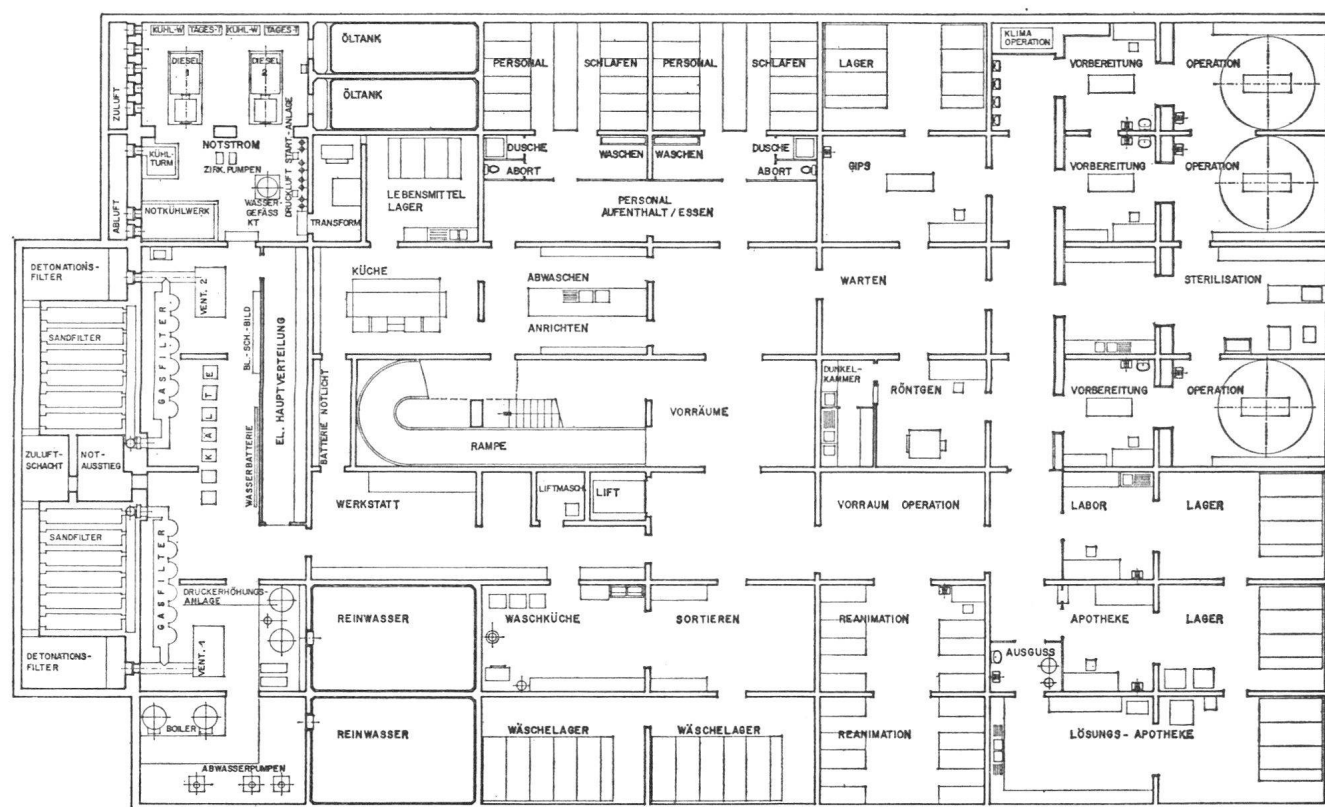 KÜHL-W TAGES-T KÜHL-W TAGES-T
ÖLTANK
KLIMA
OPERATION
ZULUFT
DIESEL
1
DIESEL
2
PERSONAL
SCHLAFEN
PERSONAL
SCHLAFEN
LAGER
VORBEREITUNG
OPERATION
ÖLTANK
DRUCKLUFT START-ANLAGE
NOTSTROM
KÜHL-
TURM
ZIRK. PUMPEN
DUSCHE
WASCHEN
WASCHEN
DUSCHE
ABORT
ABORT
GIPS
VORBEREITUNG
OPERATION
ABLUFT
NOTKÜHLWERK
WASSER-
GEFÄSS
KT
TRANSFORM
LEBENSMITTEL
LAGER
PERSONAL
AUFENTHALT / ESSEN
DETONATIONS-
FILTER
VENT. 2
KÜCHE
ABWASCHEN
WARTEN
STERILISATION
SANDFILTER
GASFILTER
BL.-SCH.-BILD
EL. HAUPTVERTEILUNG
ANRICHTEN
KÄLTE
BATTERIE NOTLICHT
DUNKEL-
KAMMER
RÖNTGEN
VORBEREITUNG
OPERATION
VORRÄUME
RAMPE
ZULUFT-
SCHACHT
NOT-
AUSSTIEG
WASSERBATTERIE
WERKSTATT
LIFTMASCH.
LIFT
VORRAUM OPERATION
LABOR
LAGER
SANDFILTER
GASFILTER
DRUCKERHÖHUNGS-
ANLAGE
REINWASSER
WASCHKÜCHE
SORTIEREN
REANIMATION
APOTHEKE
LAGER
DETONATIONS-
FILTER
VENT. 1
AUSGUSS
BOILER
REINWASSER
WÄSCHELAGER
WÄSCHELAGER
REANIMATION
LÖSUNGS - APOTHEKE
ABWASSERPUMPEN